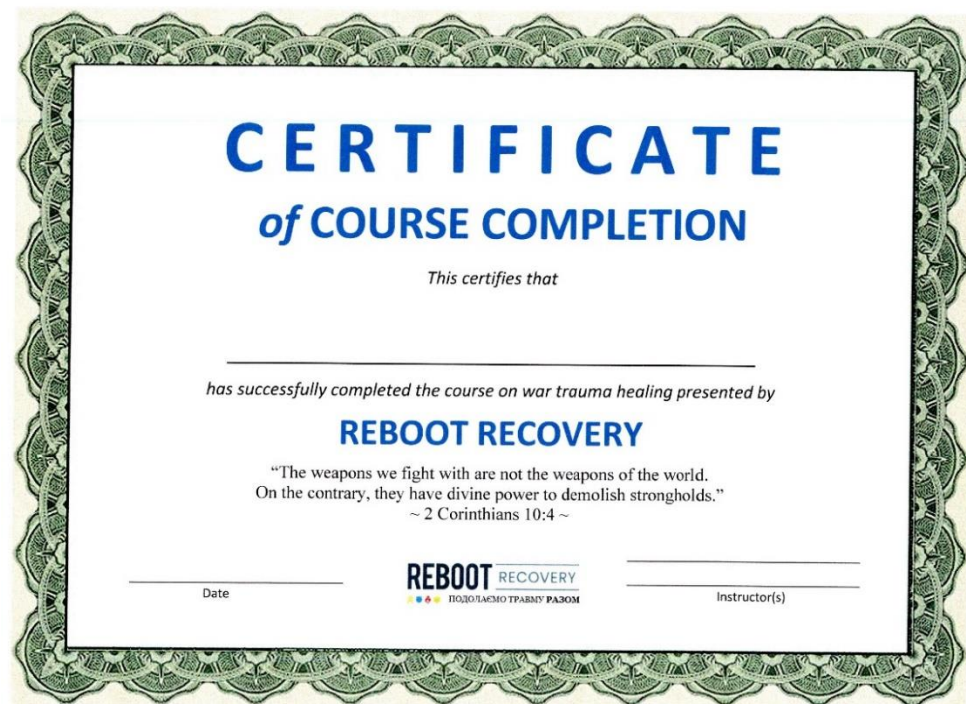 CERTIFICATE
of COURSE COMPLETION
This certifies that
has successfully completed the course on war trauma healing presented by
REBOOT RECOVERY
“The weapons we fight with are not the weapons of the world.
On the contrary, they have divine power to demolish strongholds.”
~ 2 Corinthians 10:4 ~
Date
REBOOT RECOVERY
ПОДОЛАЄМО ТРАВМУ РАЗОМ
Instructor(s)